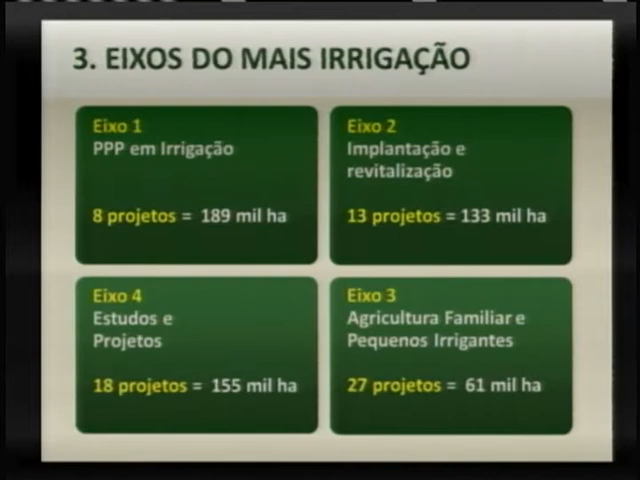 3. EIXOS DO MAIS IRRIGAÇÃO
Eixo 1
PPP em Irrigação
8 projetos = 189 mil ha
Eixo 2
Implantação e
revitalização
13 projetos = 133 mil ha
Eixo 4
Estudos e
Projetos
18 projetos = 155 mil ha
Eixo 3
Agricultura Familiar e
Pequenos Irrigantes
27 projetos = 61 mil ha